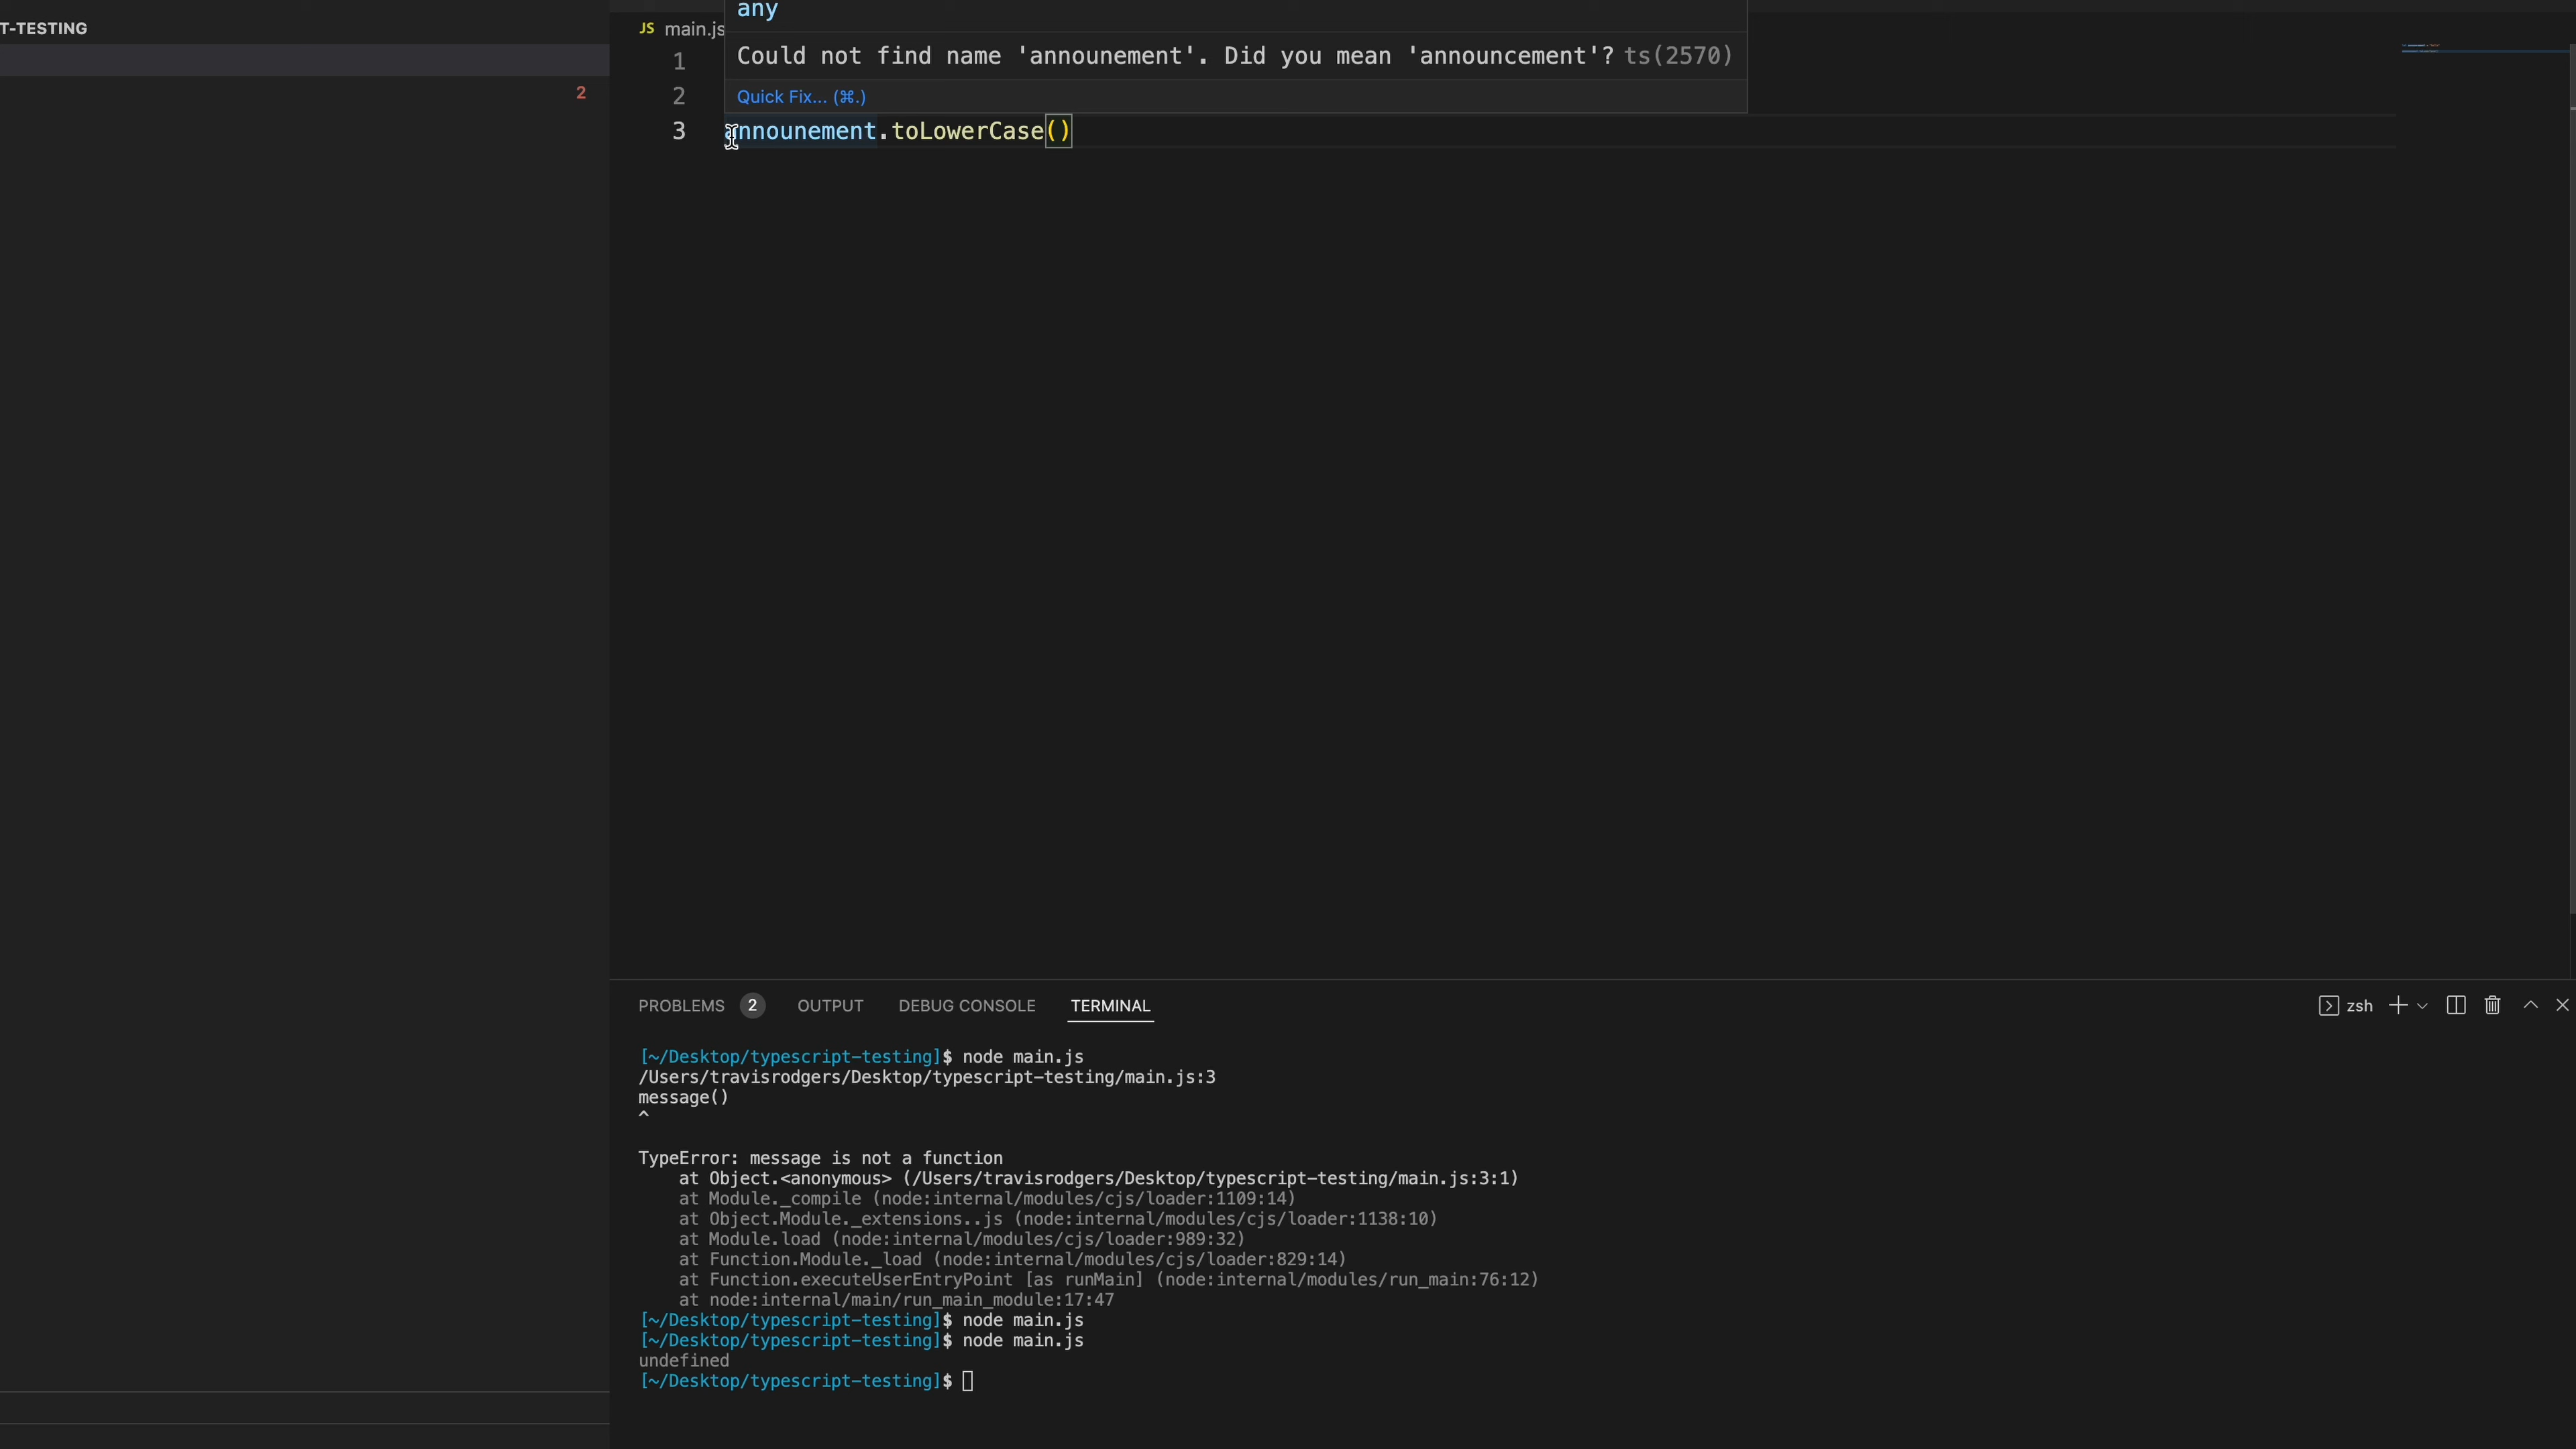 T-TESTING
2
JS main.js
any
Could not find name 'announement'. Did you mean 'announcement'? ts(2570)
Quick Fix... (⌘.)
1
2
3 announement.toLowerCase()
PROBLEMS 2 OUTPUT DEBUG CONSOLE TERMINAL
zsh
[~/Desktop/typescript-testing]$ node main.js
/Users/travisrodgers/Desktop/typescript-testing/main.js:3
message()
^
TypeError: message is not a function
at Object.<anonymous> (/Users/travisrodgers/Desktop/typescript-testing/main.js:3:1)
at Module._compile (node:internal/modules/cjs/loader:1109:14)
at Object.Module._extensions..js (node:internal/modules/cjs/loader:1138:10)
at Module.load (node:internal/modules/cjs/loader:989:32)
at Function.Module._load (node:internal/modules/cjs/loader:829:14)
at Function.executeUserEntryPoint [as runMain] (node:internal/modules/run_main:76:12)
at node:internal/main/run_main_module:17:47
[~/Desktop/typescript-testing]$ node main.js
[~/Desktop/typescript-testing]$ node main.js
undefined
[~/Desktop/typescript-testing]$